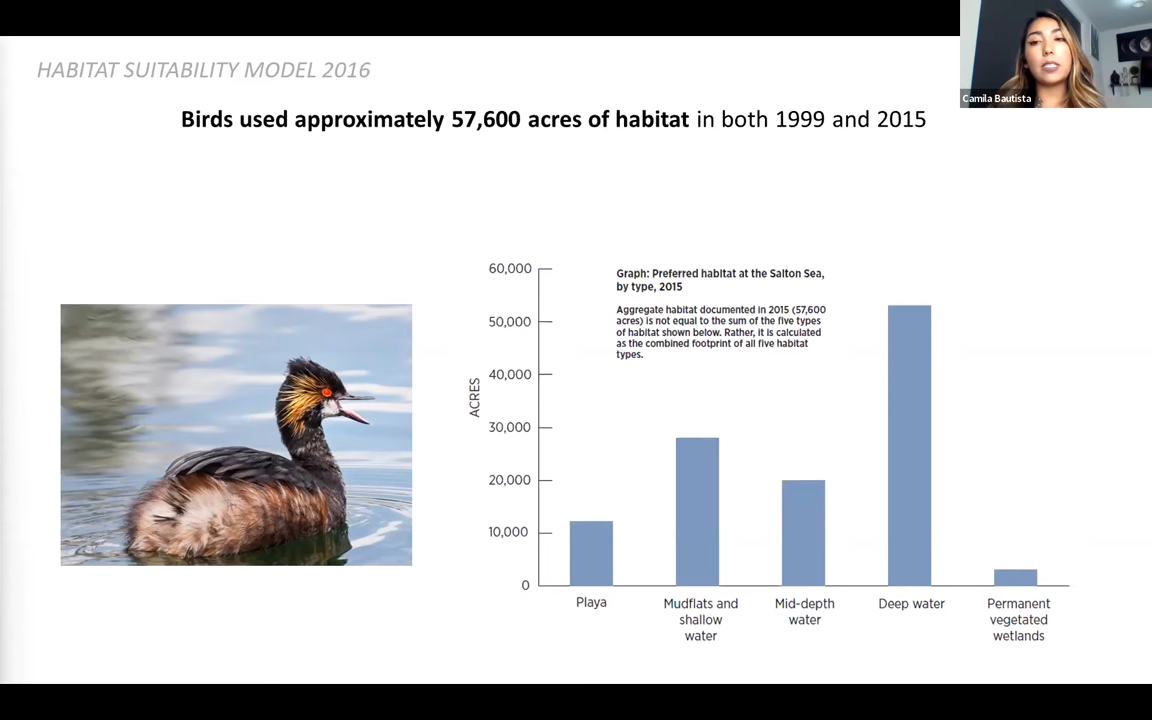 HABITAT SUITABILITY MODEL 2016
Camila Bautista
Birds used approximately 57,600 acres of habitat in both 1999 and 2015
Graph: Preferred habitat at the Salton Sea,
by type, 2015
Aggregate habitat documented in 2015 (57,600
acres) is not equal to the sum of the five types
of habitat shown below. Rather, it is calculated
as the combined footprint of all five habitat
types.
ACRES
60,000
50,000
40,000
30,000
20,000
10,000
0
Playa
Mudflats and
shallow
water
Mid-depth
water
Deep water
Permanent
vegetated
wetlands